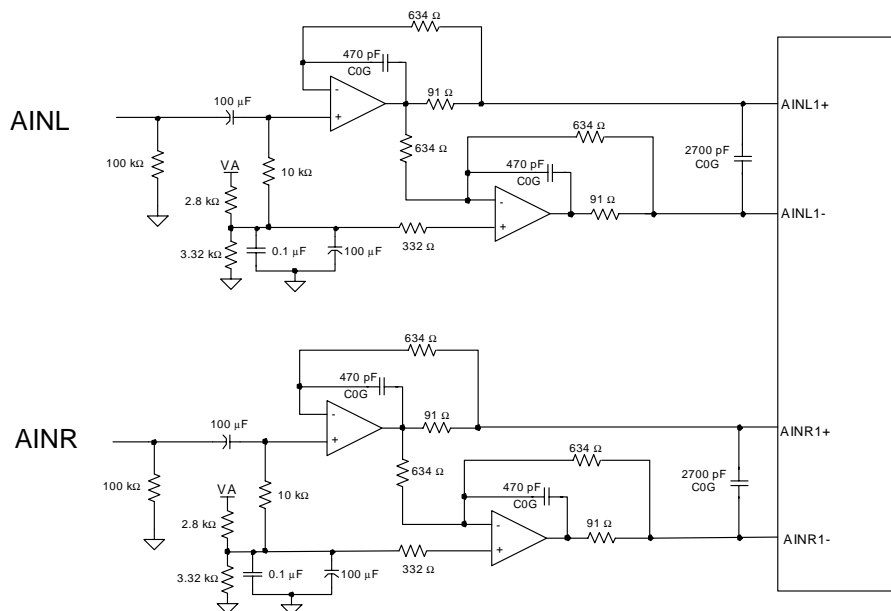 634 Ω
470 pF
C0G
-
+
91 Ω
AINL1+
AINL
100 µF
634 Ω
634 Ω
470 pF
C0G
2700 pF
C0G
100 kΩ
VA
10 kΩ
2.8 kΩ
-
+
91 Ω
AINL1-
332 Ω
3.32 kΩ
0.1 µF
100 µF
634 Ω
470 pF
C0G
-
+
91 Ω
AINR1+
AINR
100 µF
634 Ω
634 Ω
470 pF
C0G
2700 pF
C0G
100 kΩ
VA
10 kΩ
2.8 kΩ
-
+
91 Ω
AINR1-
332 Ω
3.32 kΩ
0.1 µF
100 µF